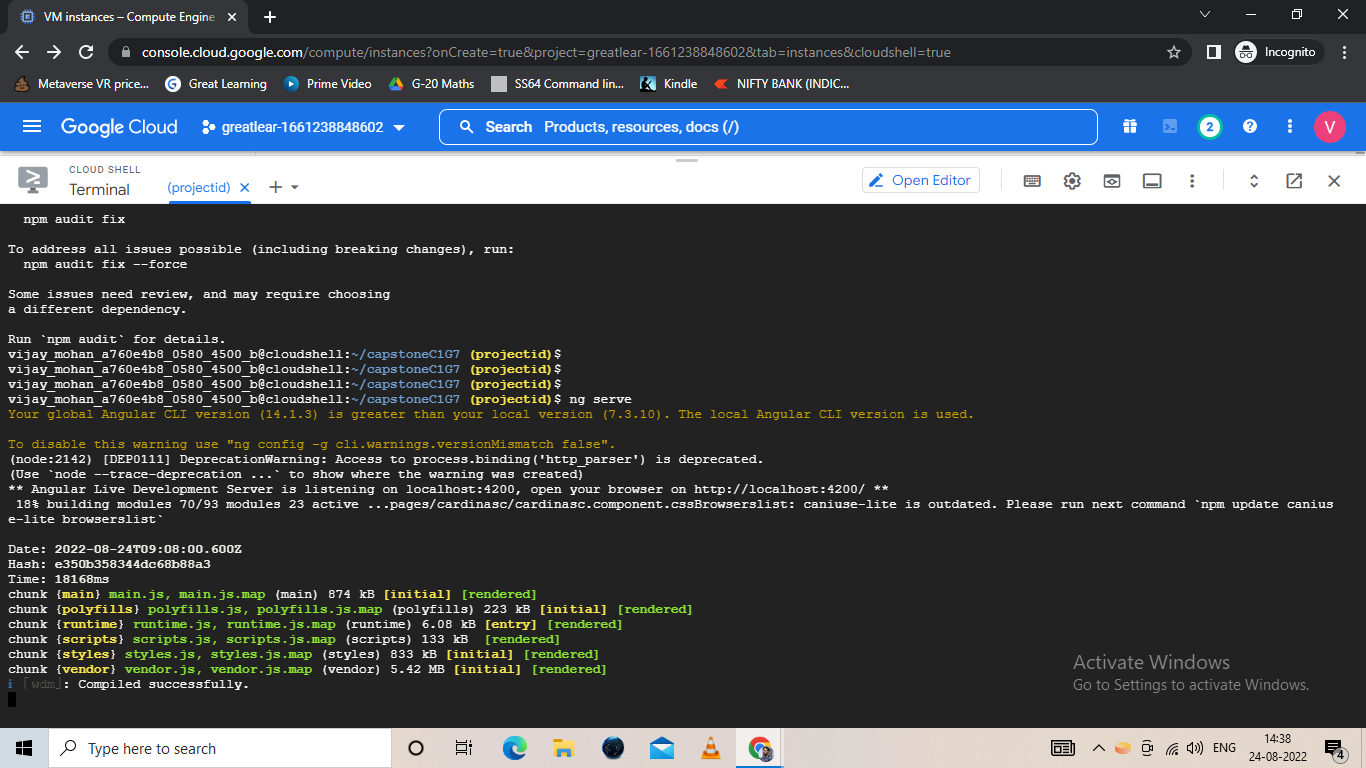 VM instances – Compute Engine
console.cloud.google.com/compute/instances?onCreate=true&project=greatlear-1661238848602&tab=instances&cloudshell=true
Incognito
Metaverse VR price...
Great Learning
Prime Video
G-20 Maths
SS64 Command lin...
Kindle
NIFTY BANK (INDIC...
Google Cloud
greatlear-1661238848602
Search Products, resources, docs (/)
2
V
CLOUD SHELL
Terminal
(projectid)
Open Editor
npm audit fix
To address all issues possible (including breaking changes), run:
npm audit fix --force
Some issues need review, and may require choosing
a different dependency.
Run `npm audit` for details.
vijay_mohan_a760e4b8_0580_4500_b@cloudshell:~/capstoneC1G7 (projectid)$
vijay_mohan_a760e4b8_0580_4500_b@cloudshell:~/capstoneC1G7 (projectid)$
vijay_mohan_a760e4b8_0580_4500_b@cloudshell:~/capstoneC1G7 (projectid)$
vijay_mohan_a760e4b8_0580_4500_b@cloudshell:~/capstoneC1G7 (projectid)$ ng serve
Your global Angular CLI version (14.1.3) is greater than your local version (7.3.10). The local Angular CLI version is used.
To disable this warning use "ng config -g cli.warnings.versionMismatch false".
(node:2142) [DEP0111] DeprecationWarning: Access to process.binding('http_parser') is deprecated.
(Use `node --trace-deprecation ...` to show where the warning was created)
** Angular Live Development Server is listening on localhost:4200, open your browser on http://localhost:4200/ **
18% building modules 70/93 modules 23 active ...pages/cardinasc/cardinasc.component.cssBrowserslist: caniuse-lite is outdated. Please run next command `npm update canius
e-lite browserslist`
Date: 2022-08-24T09:08:00.600Z
Hash: e350b358344dc68b88a3
Time: 18168ms
chunk {main} main.js, main.js.map (main) 874 kB [initial] [rendered]
chunk {polyfills} polyfills.js, polyfills.js.map (polyfills) 223 kB [initial] [rendered]
chunk {runtime} runtime.js, runtime.js.map (runtime) 6.08 kB [entry] [rendered]
chunk {scripts} scripts.js, scripts.js.map (scripts) 133 kB [rendered]
chunk {styles} styles.js, styles.js.map (styles) 833 kB [initial] [rendered]
chunk {vendor} vendor.js, vendor.js.map (vendor) 5.42 MB [initial] [rendered]
ℹ ｢wdm｣: Compiled successfully.
Activate Windows
Go to Settings to activate Windows.
Type here to search
ENG
14:38
24-08-2022
4